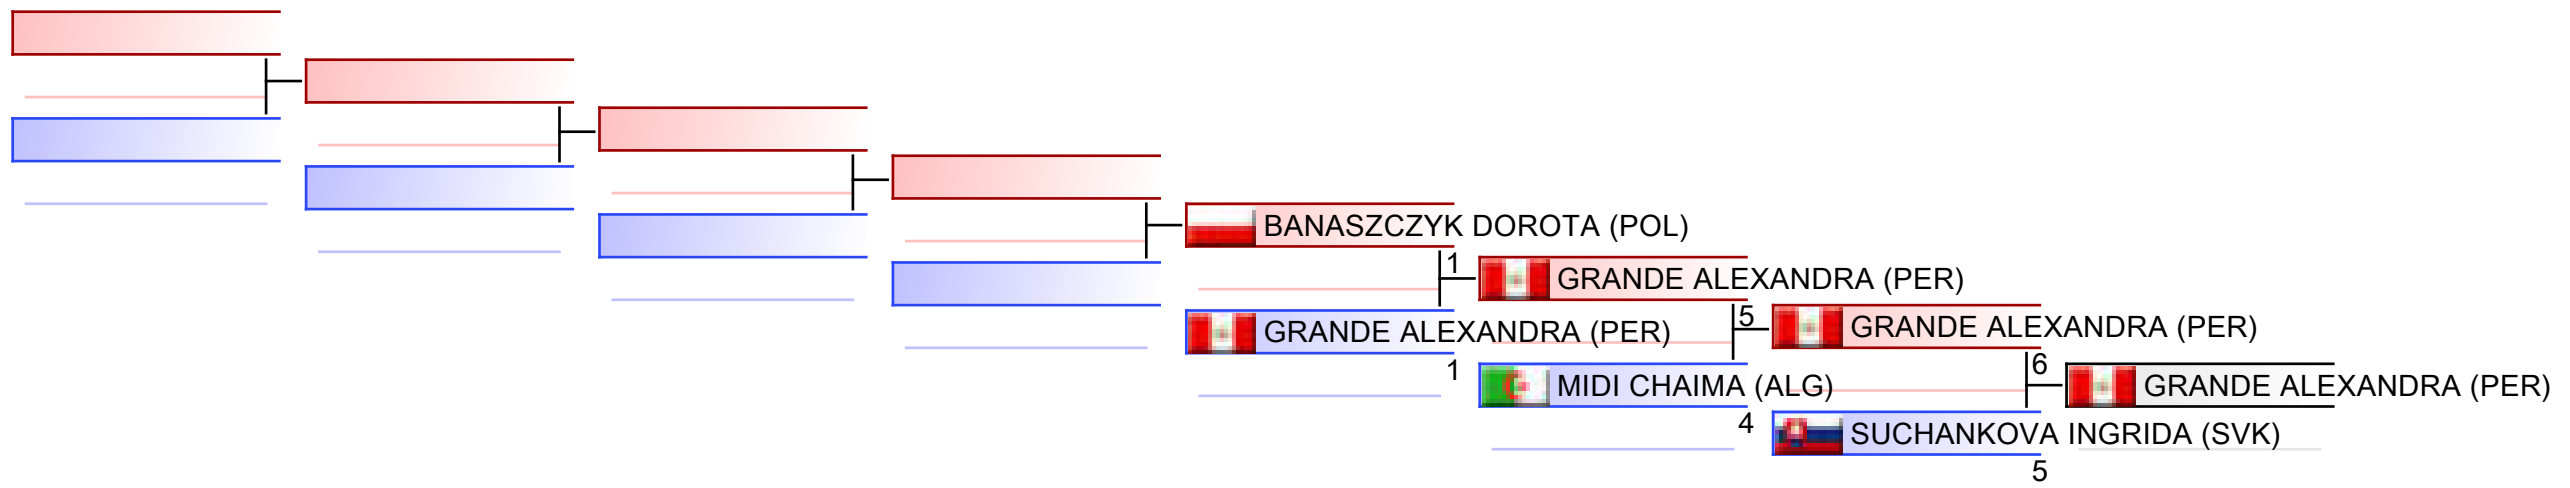 BANASZCZYK DOROTA (POL)
1
GRANDE ALEXANDRA (PER)
GRANDE ALEXANDRA (PER)
1
5
MIDI CHAIMA (ALG)
4
GRANDE ALEXANDRA (PER)
6
SUCHANKOVA INGRIDA (SVK)
5
GRANDE ALEXANDRA (PER)